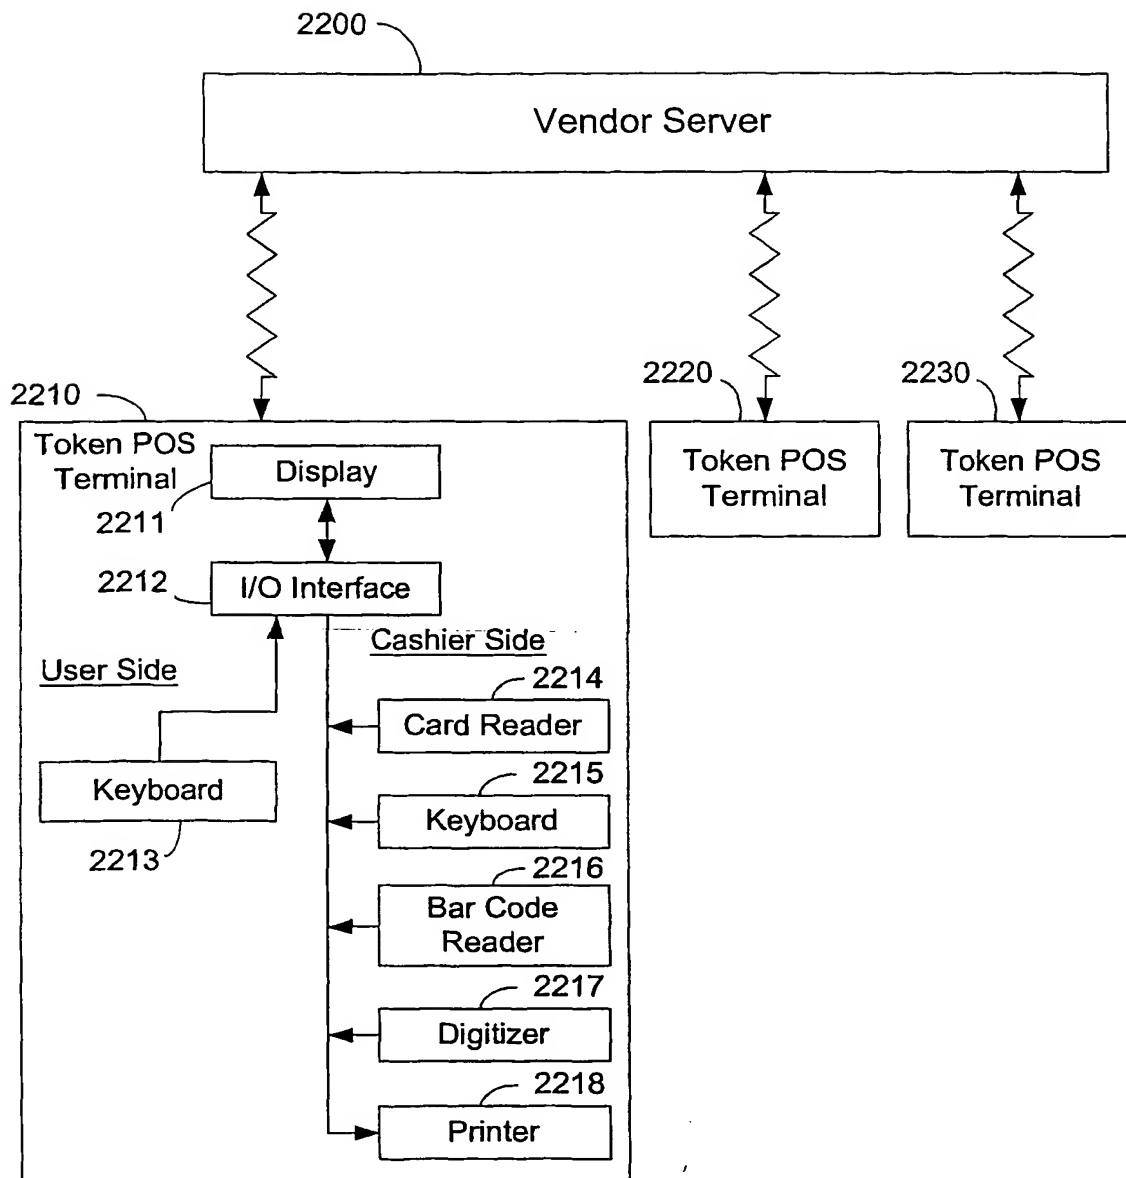 2200
Vendor Server
2210
2220
2230
Token POS
Terminal
Display
2211
Token POS
Terminal
Token POS
Terminal
2212
I/O Interface
Cashier Side
User Side
2214
Card Reader
Keyboard
2213
2215
Keyboard
2216
Bar Code
Reader
2217
Digitizer
2218
Printer